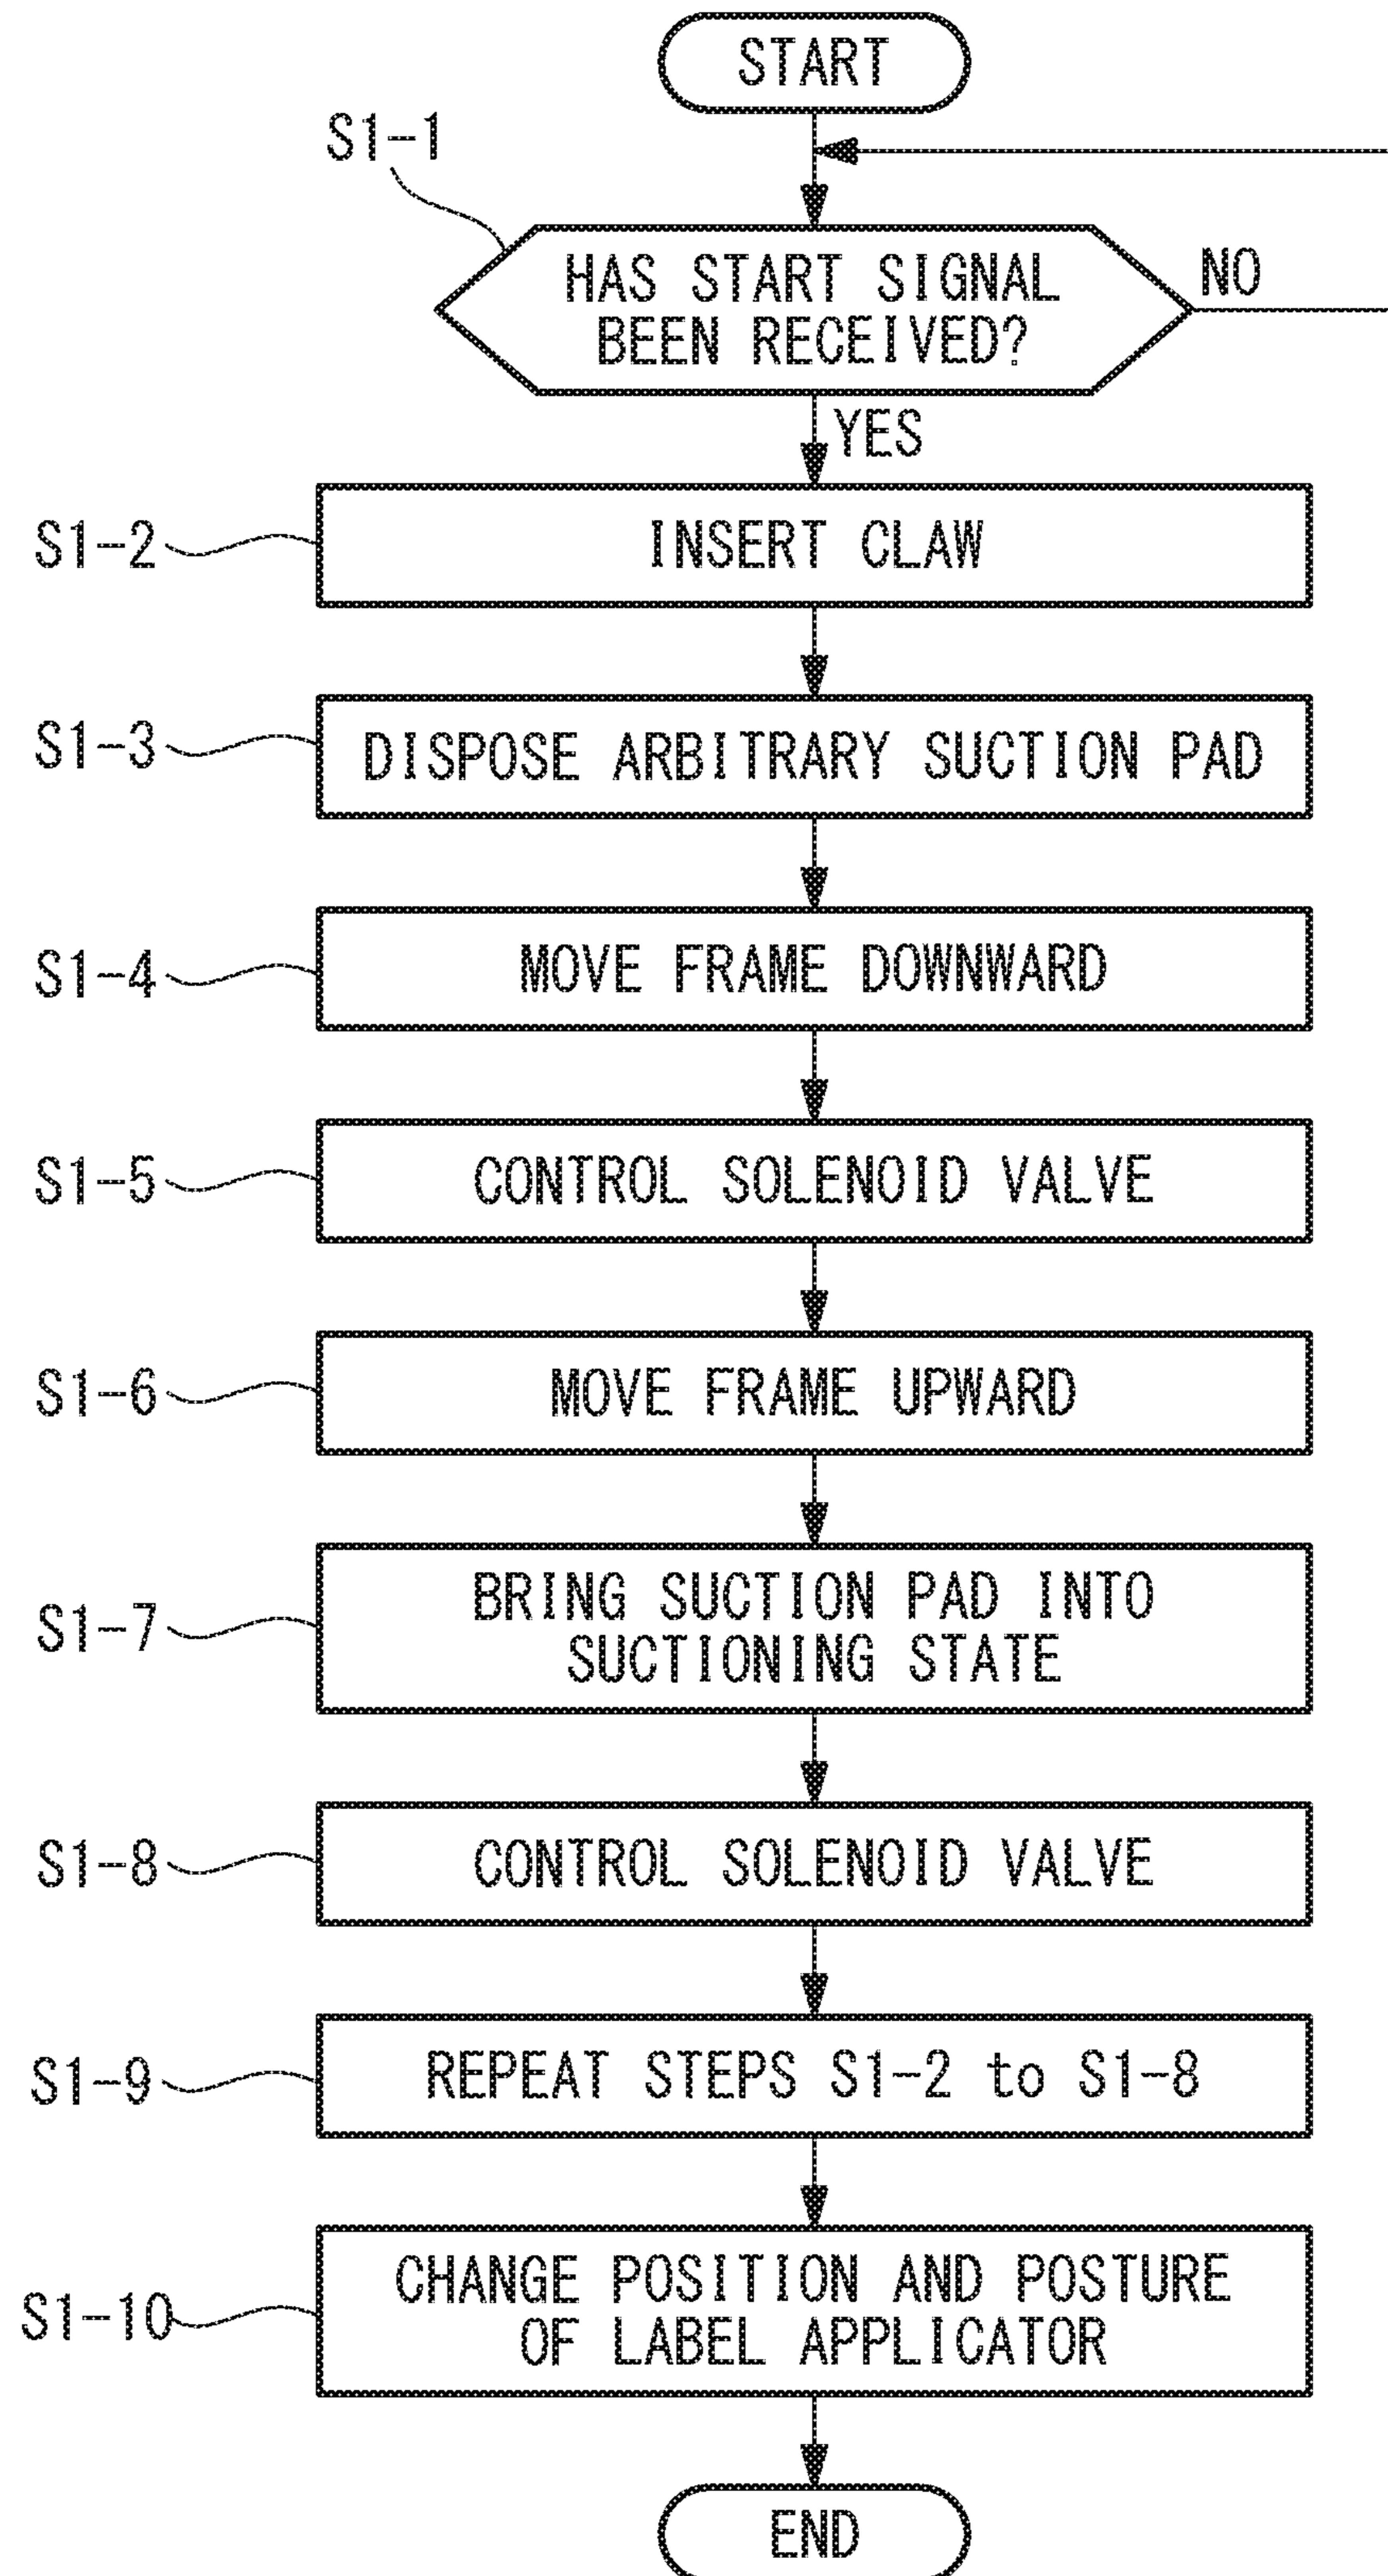 START
S1-1
HAS START SIGNAL
BEEN RECEIVED?
NO
YES
S1-2
INSERT CLAW
S1-3
DISPOSE ARBITRARY SUCTION PAD
S1-4
MOVE FRAME DOWNWARD
S1-5
CONTROL SOLENOID VALVE
S1-6
MOVE FRAME UPWARD
S1-7
BRING SUCTION PAD INTO
SUCTIONING STATE
S1-8
CONTROL SOLENOID VALVE
S1-9
REPEAT STEPS S1-2 to S1-8
S1-10
CHANGE POSITION AND POSTURE
OF LABEL APPLICATOR
END